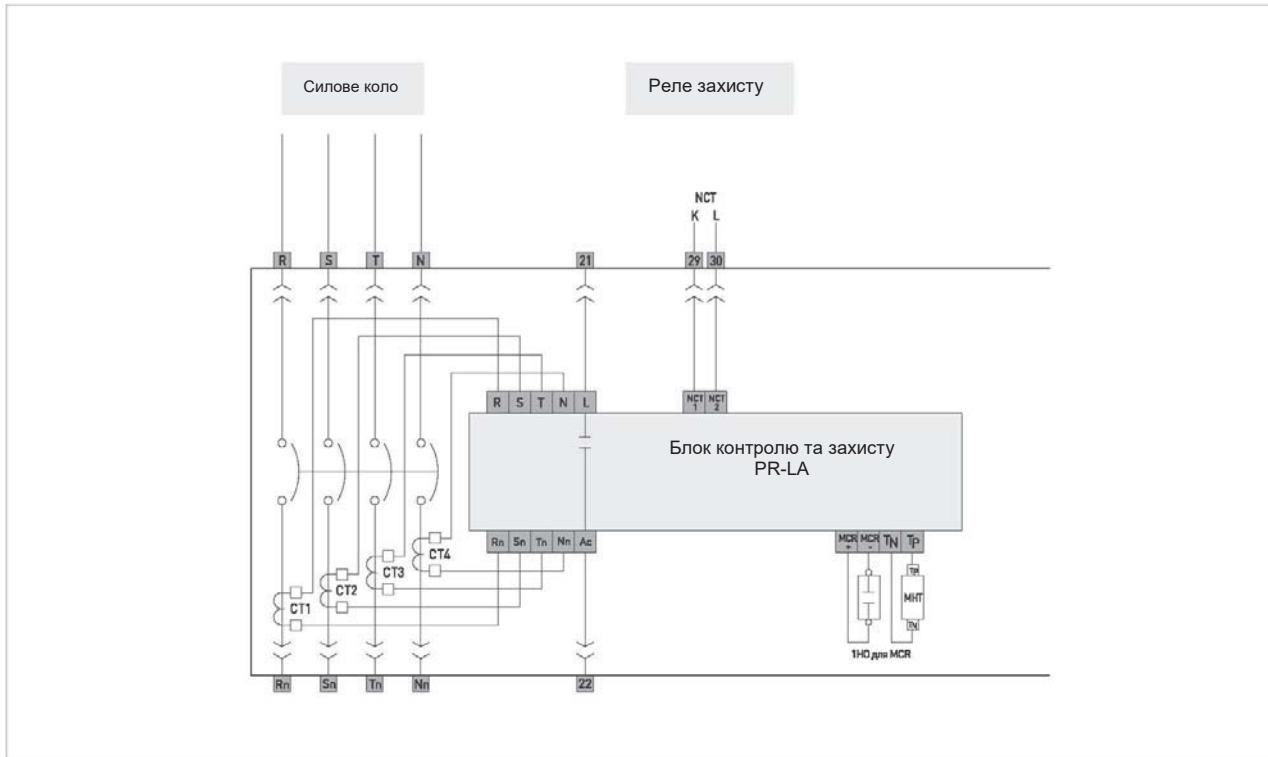 Силове коло
Реле захисту
NCT
K L
R S T N 21 29 30
R S T N L NCT 1 NCT 2
Блок контролю та захисту
PR-LA
Rn Sn Tn Nn Ac MCR + MCR - TN TP
CT4
CT3
CT2
CT1
TP
МНТ
TN
1НО для MCR
Rn Sn Tn Nn 22